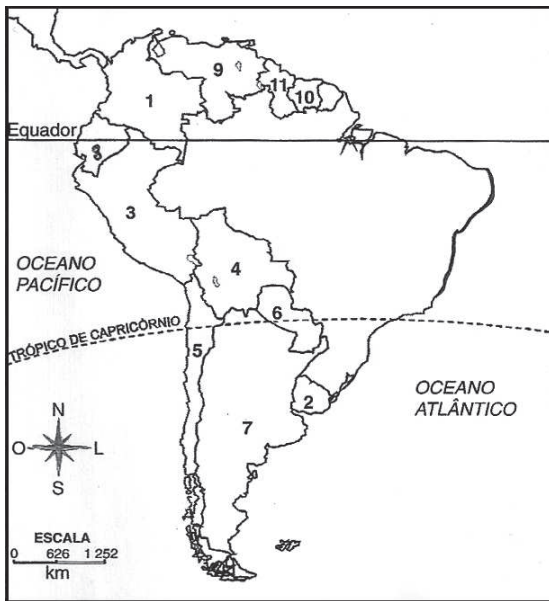 9
11
10
1
Equador
8
3
OCEANO
PACÍFICO
4
6
TRÓPICO DE CAPRICÓRNIO
5
2
OCEANO
ATLÂNTICO
7
N
O L
S
ESCALA
0 626 1 252
km